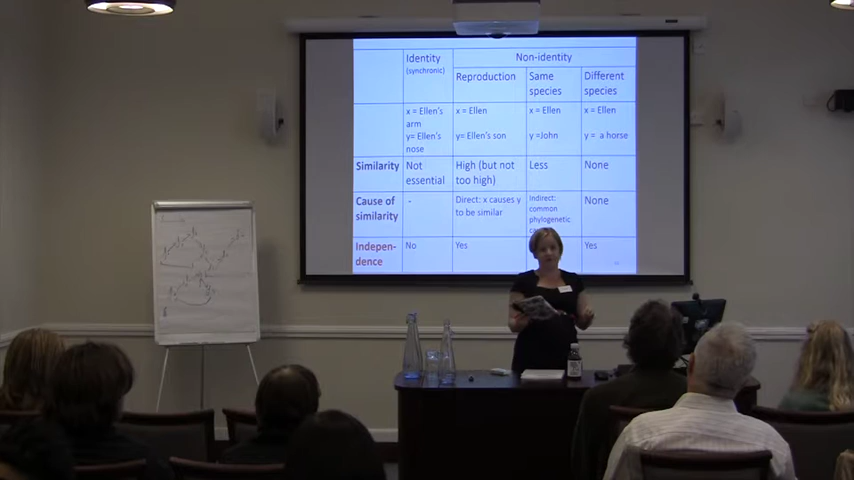 Identity
(synchronic)
Non-identity
Reproduction
Same
species
Different
species
x = Ellen's
arm
y= Ellen's
nose
x = Ellen
y= Ellen's son
x = Ellen
y =John
x = Ellen
y = a horse
Similarity
Not
essential
High (but not
too high)
Less
None
Cause of
similarity
-
Direct: x causes y
to be similar
Indirect:
common
phylogenetic
None
Indepen-
dence
No
Yes
Yes